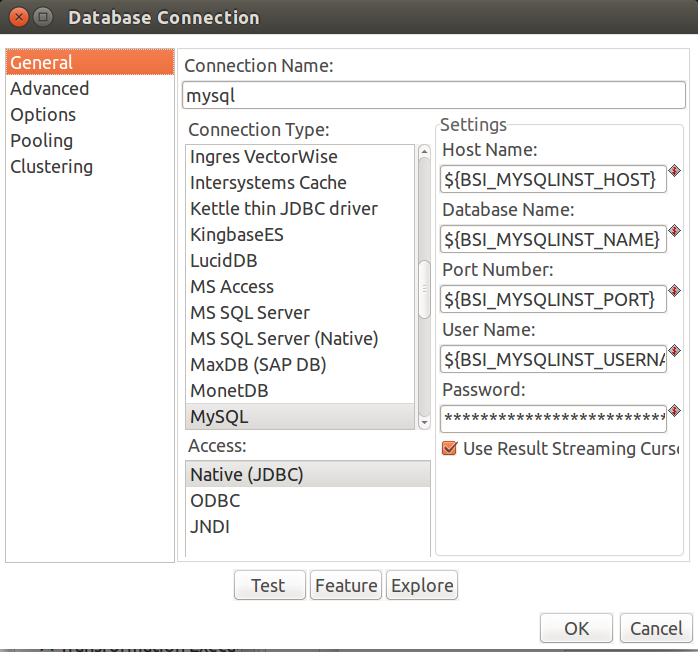 Database Connection
General
Advanced
Options
Pooling
Clustering
Connection Name:
mysql
Connection Type:
Ingres VectorWise
Intersystems Cache
Kettle thin JDBC driver
KingbaseES
LucidDB
MS Access
MS SQL Server
MS SQL Server (Native)
MaxDB (SAP DB)
MonetDB
MySQL
Access:
Native (JDBC)
ODBC
JNDI
Settings
Host Name:
${BSI_MYSQLINST_HOST}
Database Name:
${BSI_MYSQLINST_NAME}
Port Number:
${BSI_MYSQLINST_PORT}
User Name:
${BSI_MYSQLINST_USERNA
Password:
*************************
Use Result Streaming Curso
Test
Feature
Explore
OK
Cancel